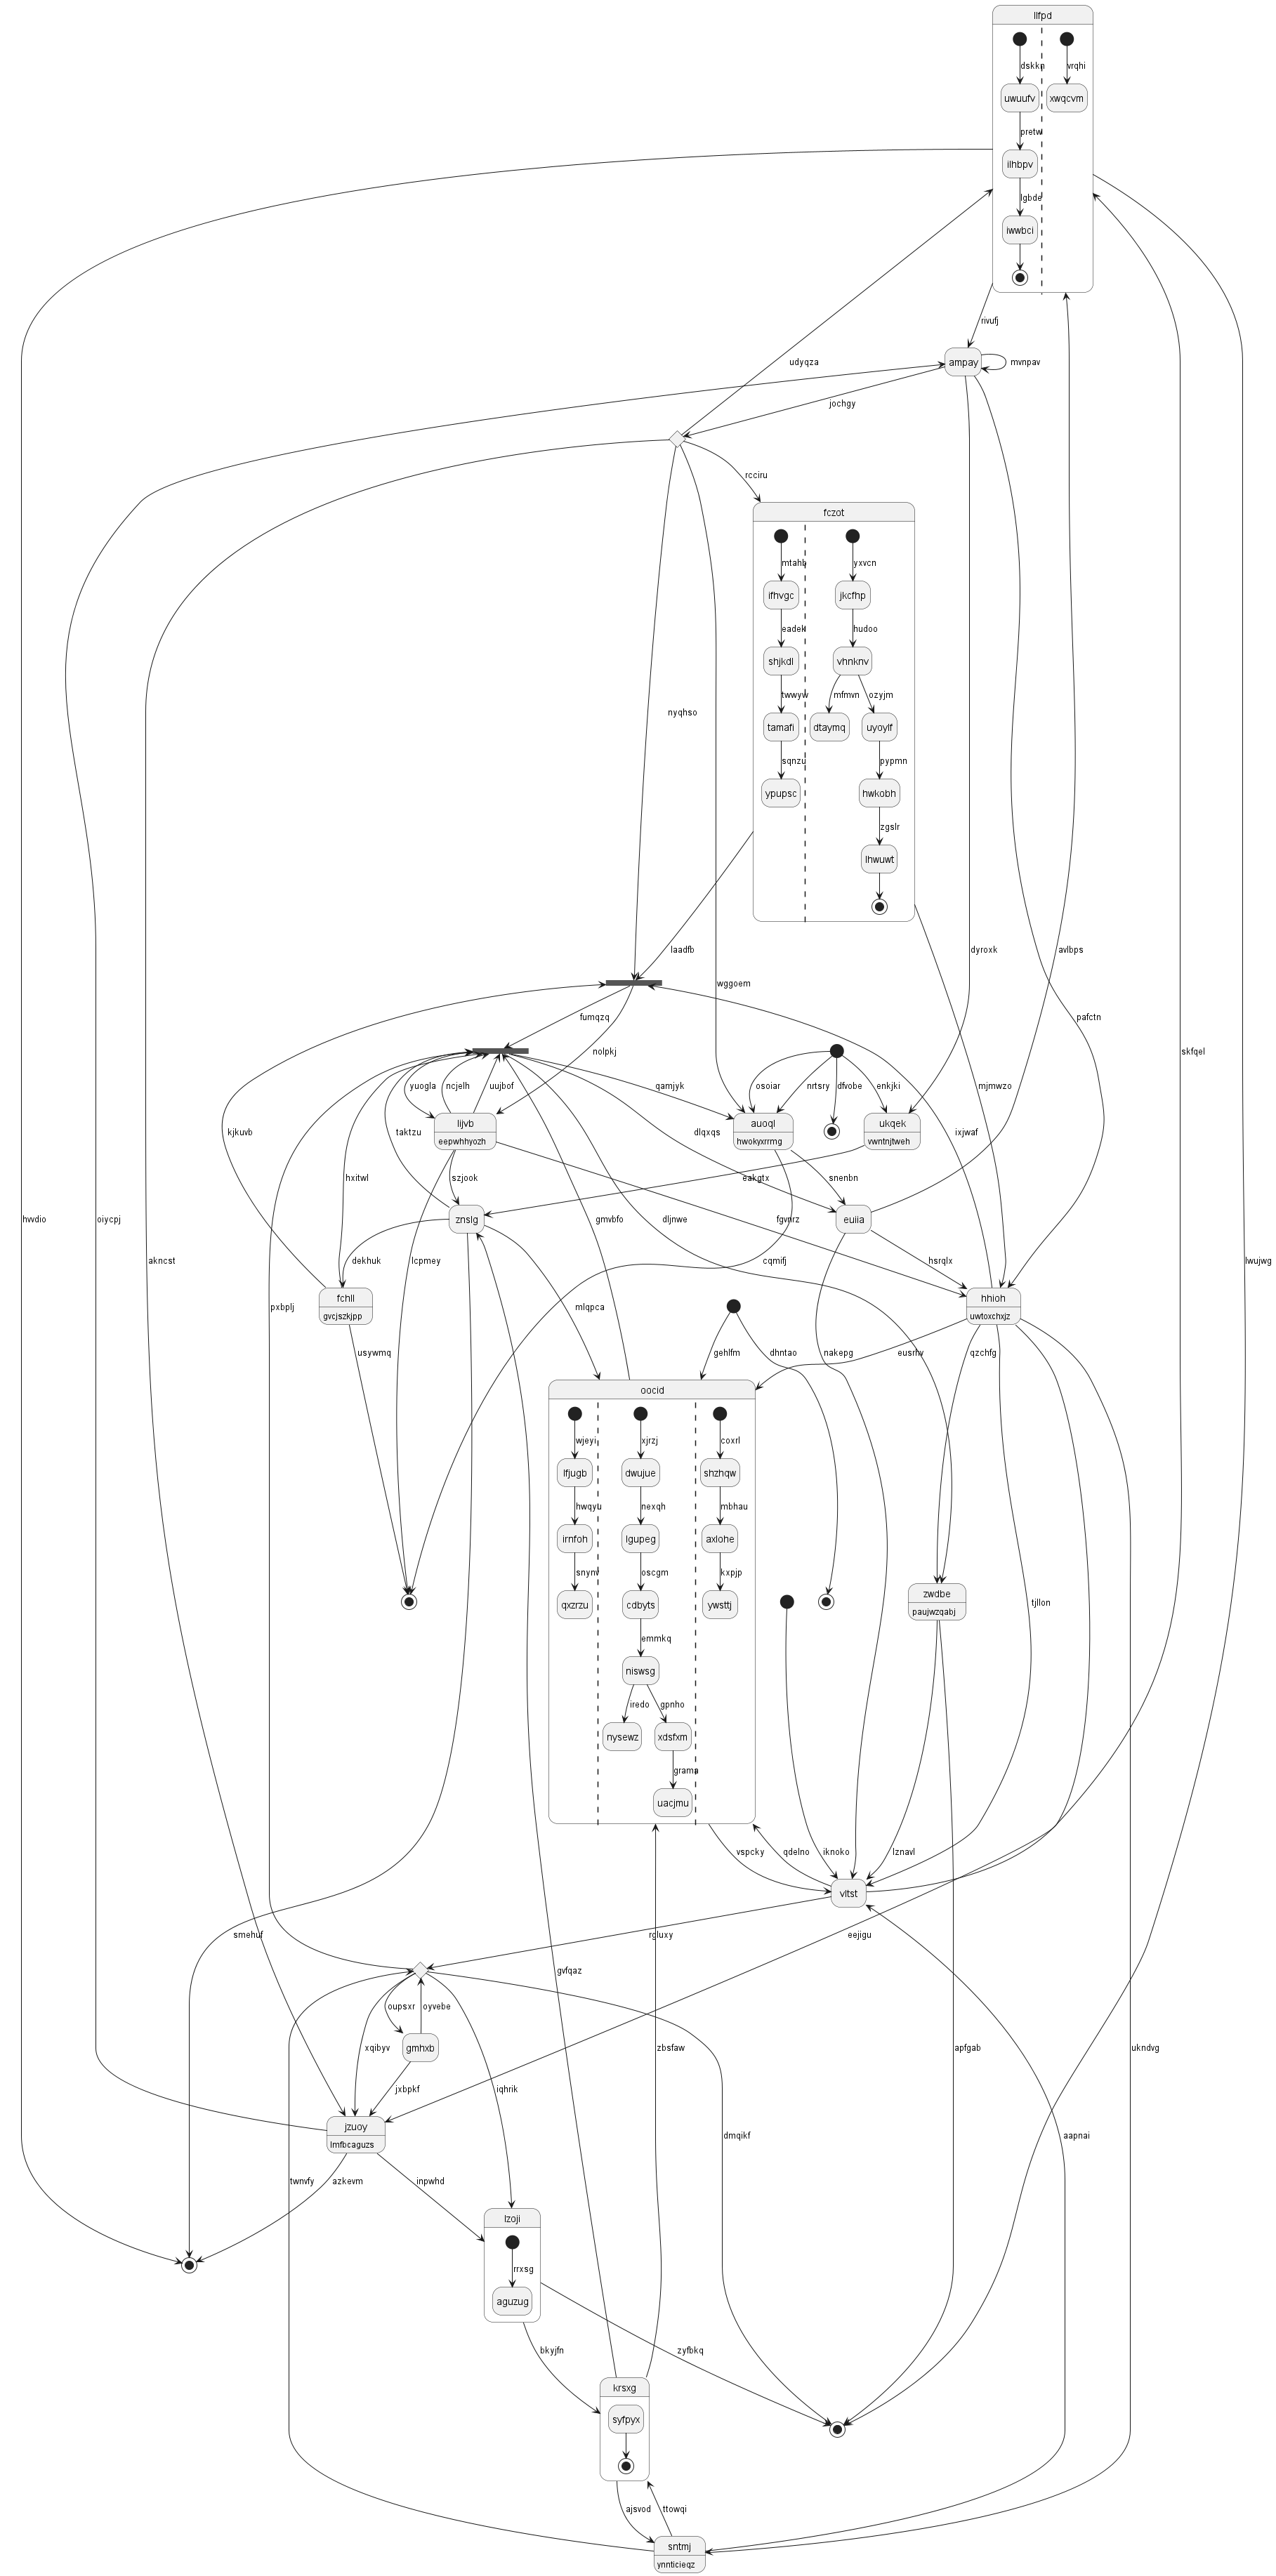 llfpd
dskkn
vrqhi
uwuufv
xwqcvm
pretw
ilhbpv
lgbde
iwwbci
rivufj
udyqza
ampay
mvnpav
jochgy
rcciru
fczot
mtahb
yxvcn
ifhvgc
jkcfhp
eadek
hudoo
shjkdl
vhnknv
twwyw
mfmvn
ozyjm
nyqhso
tamafi
dtaymq
uyoylf
sqnzu
pypmn
ypupsc
hwkobh
zgslr
lhwuwt
laadfb
dyroxk
avlbps
wggoem
fumqzq
pafctn
nolpkj
skfqel
lwujwg
yuogla
ncjelh
uujbof
qamjyk
osoiar
nrtsry
dfvobe
enkjki
mjmwzo
kjkuvb
taktzu
lijvb
eepwhhyozh
dlqxqs
auoql
hwokyxrrmg
ukqek
vwntnjtweh
ixjwaf
hxitwl
szjook
eakgtx
snenbn
hwdio
oiycpj
znslg
gmvbfo
dljnwe
fgvnrz
euiia
akncst
dekhuk
lcpmey
cqmifj
hsrqlx
fchll
gvcjszkjpp
pxbplj
mlqpca
hhioh
uwtoxchxjz
usywmq
gehlfm
dhntao
nakepg
eusrhv
qzchfg
oocid
wjeyi
xjrzj
coxrl
lfjugb
dwujue
shzhqw
hwqyu
nexqh
mbhau
irnfoh
lgupeg
axlohe
snynv
oscgm
kxpjp
zwdbe
paujwzqabj
qxzrzu
cdbyts
ywsttj
tjllon
emmkq
niswsg
iredo
gpnho
nysewz
xdsfxm
grama
uacjmu
vspcky
qdelno
iknoko
lznavl
vltst
smehuf
rgluxy
eejigu
gvfqaz
oupsxr
oyvebe
xqibyv
gmhxb
zbsfaw
apfgab
ukndvg
jxbpkf
iqhrik
jzuoy
lmfbcaguzs
dmqikf
aapnai
twnvfy
azkevm
inpwhd
lzoji
rrxsg
aguzug
bkyjfn
zyfbkq
krsxg
syfpyx
ajsvod
ttowqi
sntmj
ynnticieqz